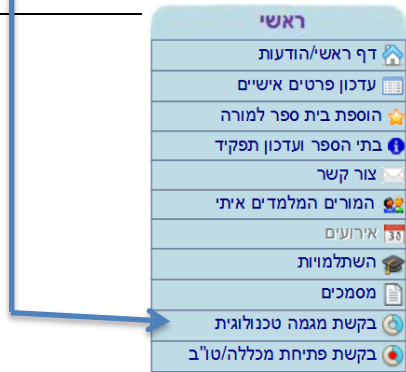 ראשי
דף ראשי/הודעות
עדכון פרטים אישיים
הוספת בית ספר למורה
בתי הספר ועדכון תפקיד
צור קשר
המורים המלמדים איתי
אירועים
השתלמויות
מסמכים
בקשת מגמה טכנולוגית
בקשת פתיחת מכללה/טו"ב